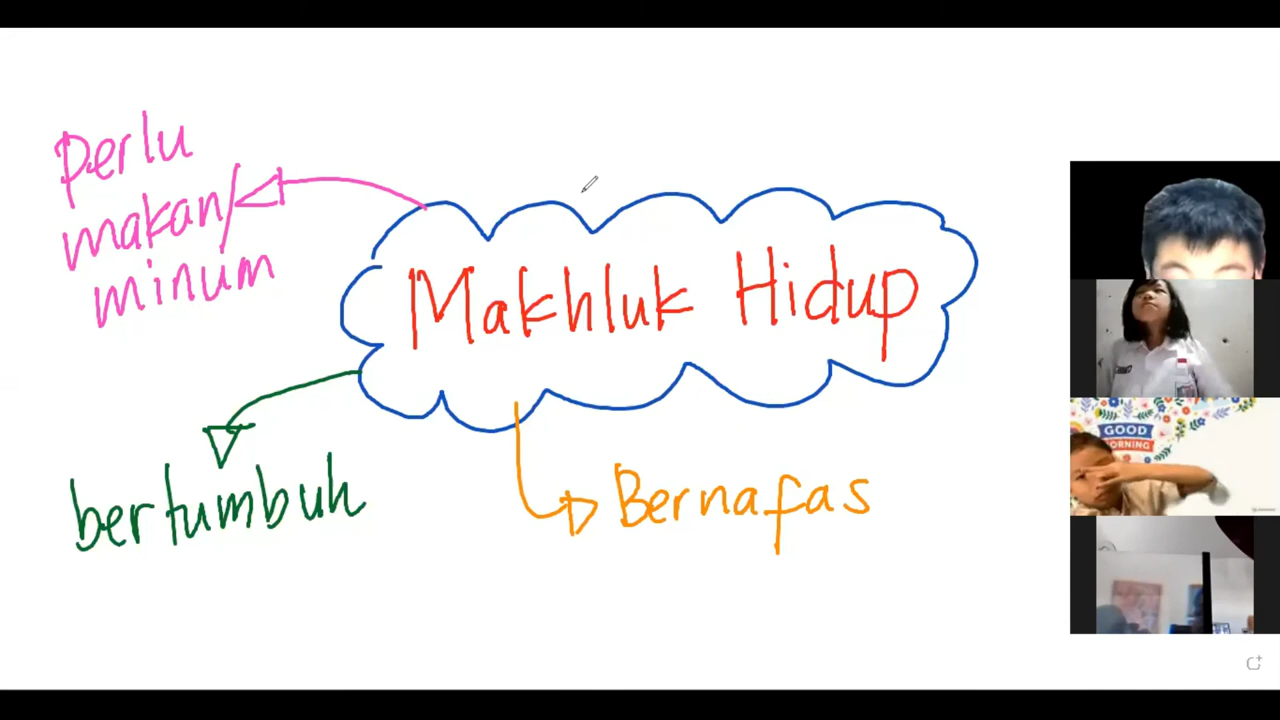 Perlu
makan/
minum
Makhluk Hidup
bertumbuh
Bernafas
GOOD
MORNING